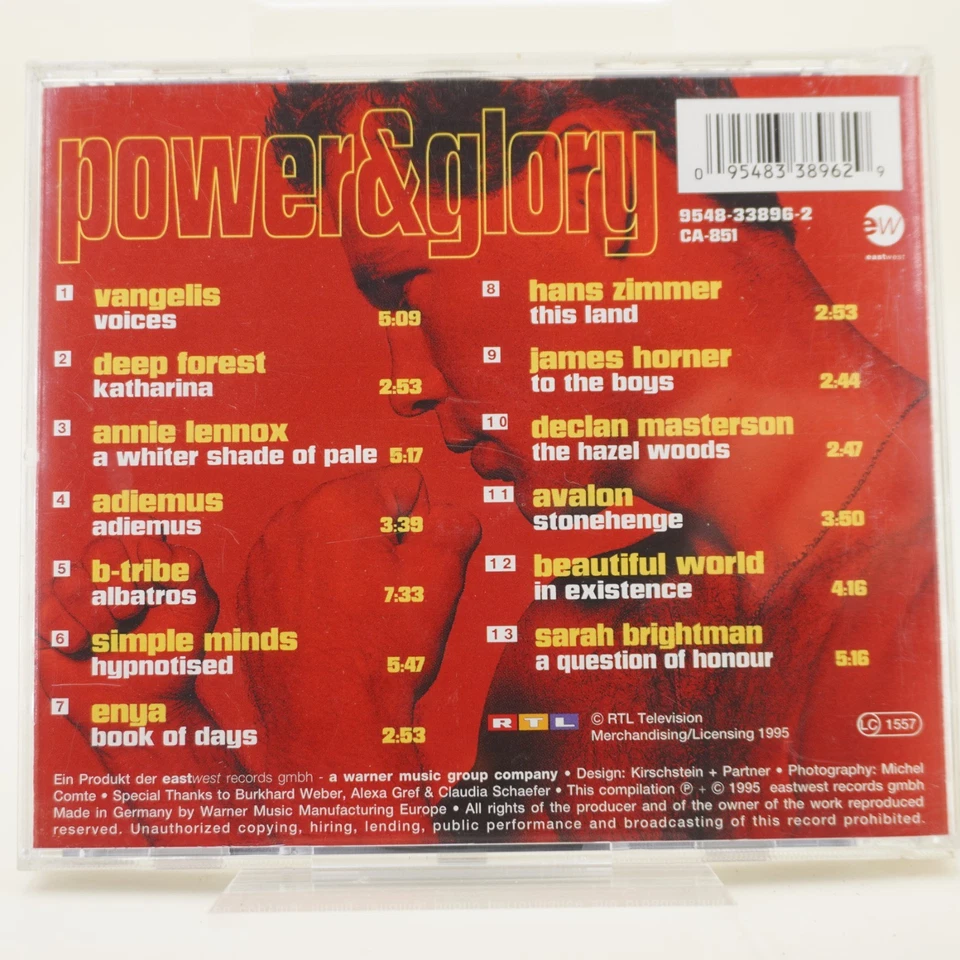 power&glory
0 95483 38962 9
9548-33896-2
CA-851
ew
eastwest
1 vangelis
voices 5:09
2 deep forest
katharina 2:53
3 annie lennox
a whiter shade of pale 5:17
4 adiemus
adiemus 3:39
5 b-tribe
albatros 7:33
6 simple minds
hypnotised 5:47
7 enya
book of days 2:53
8 hans zimmer
this land 2:53
9 james horner
to the boys 2:44
10 declan masterson
the hazel woods 2:47
11 avalon
stonehenge 3:50
12 beautiful world
in existence 4:16
13 sarah brightman
a question of honour 5:16
RTL © RTL Television
Merchandising/Licensing 1995
LC 1557
Ein Produkt der eastwest records gmbh - a warner music group company • Design: Kirschstein + Partner • Photography: Michel
Comte • Special Thanks to Burkhard Weber, Alexa Gref & Claudia Schaefer • This compilation ℗ + © 1995 eastwest records gmbh
Made in Germany by Warner Music Manufacturing Europe • All rights of the producer and of the owner of the work reproduced
reserved. Unauthorized copying, hiring, lending, public performance and broadcasting of this record prohibited.